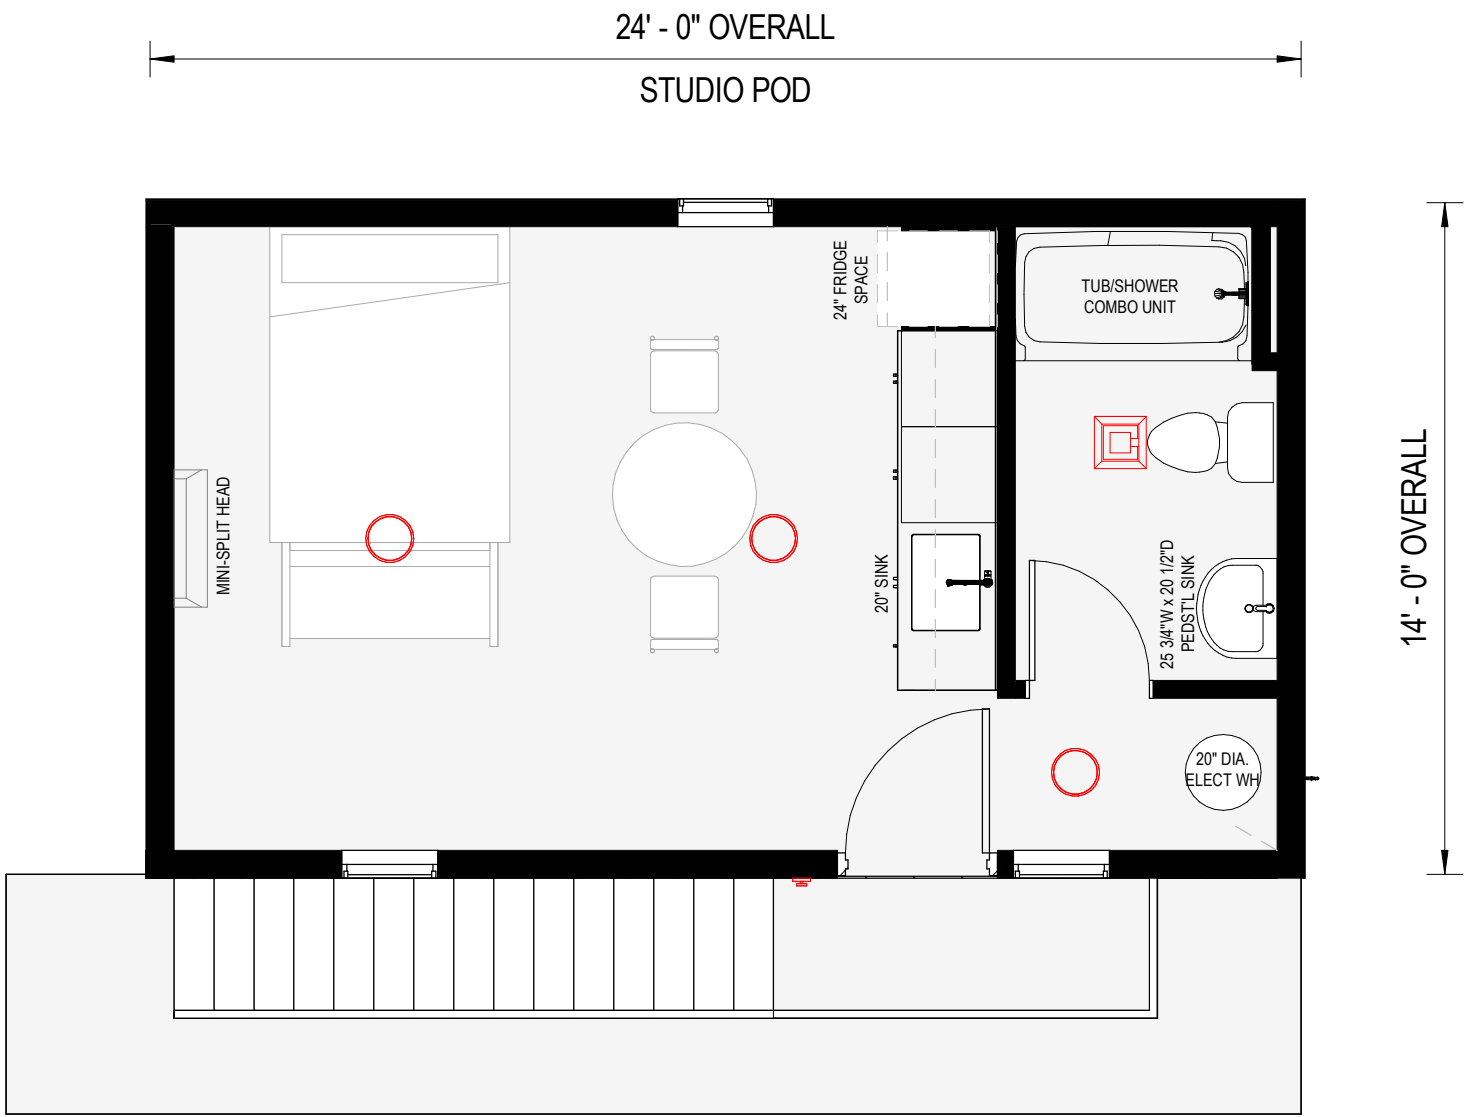 24' - 0" OVERALL
STUDIO POD
24" FRIDGE
SPACE
TUB/SHOWER
COMBO UNIT
MINI-SPLIT HEAD
20" SINK
25 3/4"W x 20 1/2"D
PEDST'L SINK
14' - 0" OVERALL
20" DIA.
ELECT WH